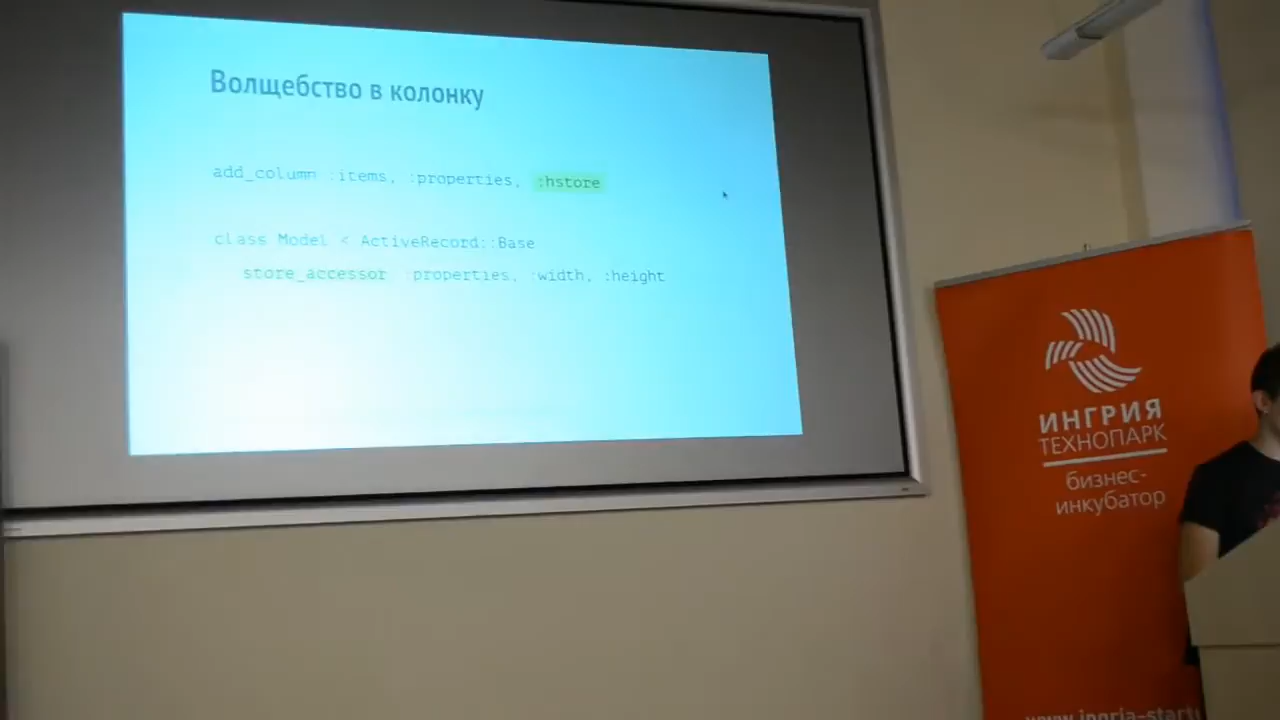 Волщебство в колонку
add_column :items, :properties, :hstore
class Model < ActiveRecord::Base
store_accessor :properties, :width, :height
ИНГРИЯ
ТЕХНОПАРК
бизнес-
инкубатор